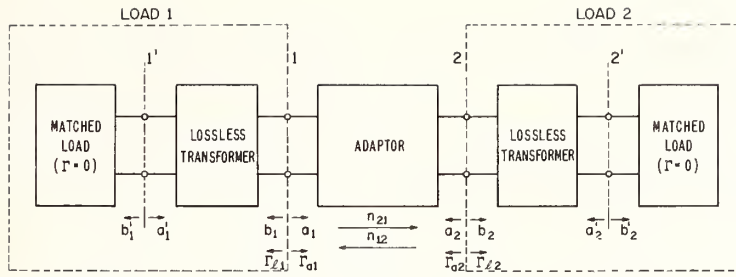 LOAD 1
LOAD 2
1'
1
2
2'
MATCHED
LOAD
(Γ=0)
LOSSLESS
TRANSFORMER
ADAPTOR
LOSSLESS
TRANSFORMER
MATCHED
LOAD
(Γ=0)
b'1 a'1
b1 a1
η21
η12
a2 b2
a'2 b'2
Γℓ1 Γa1
Γa2 Γℓ2